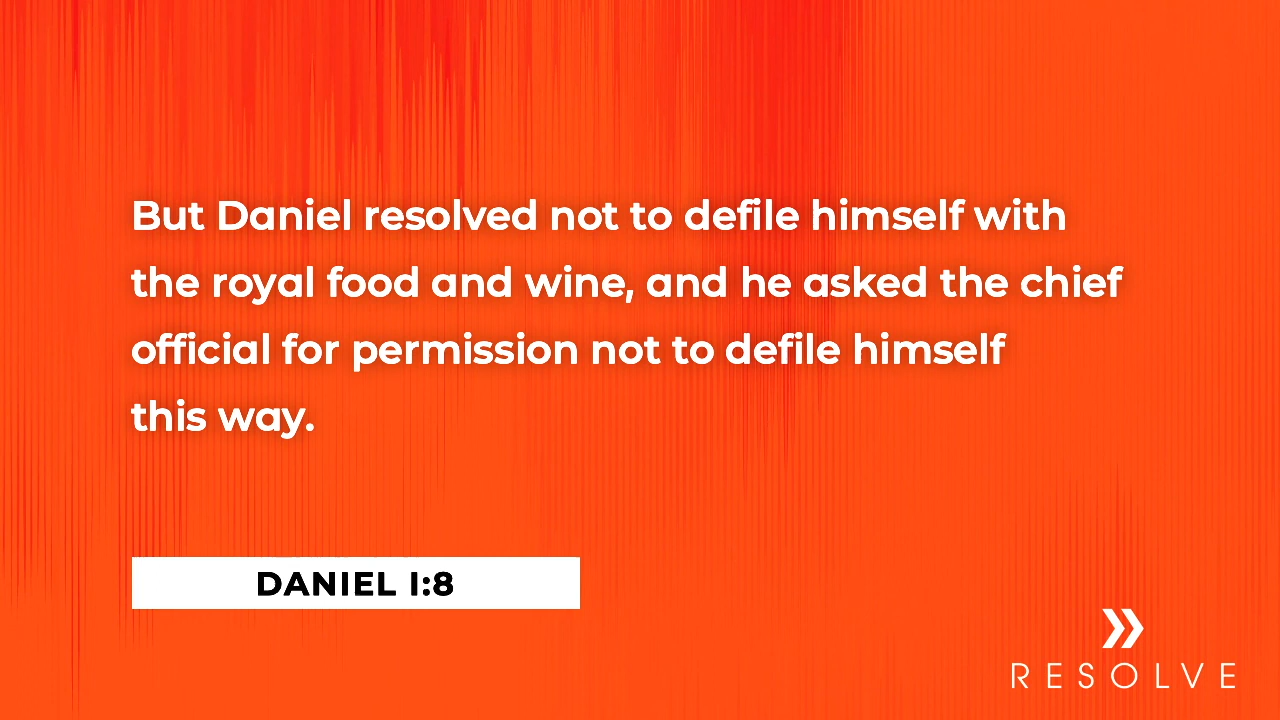 But Daniel resolved not to defile himself with
the royal food and wine, and he asked the chief
official for permission not to defile himself
this way.
DANIEL 1:8
RESOLVE